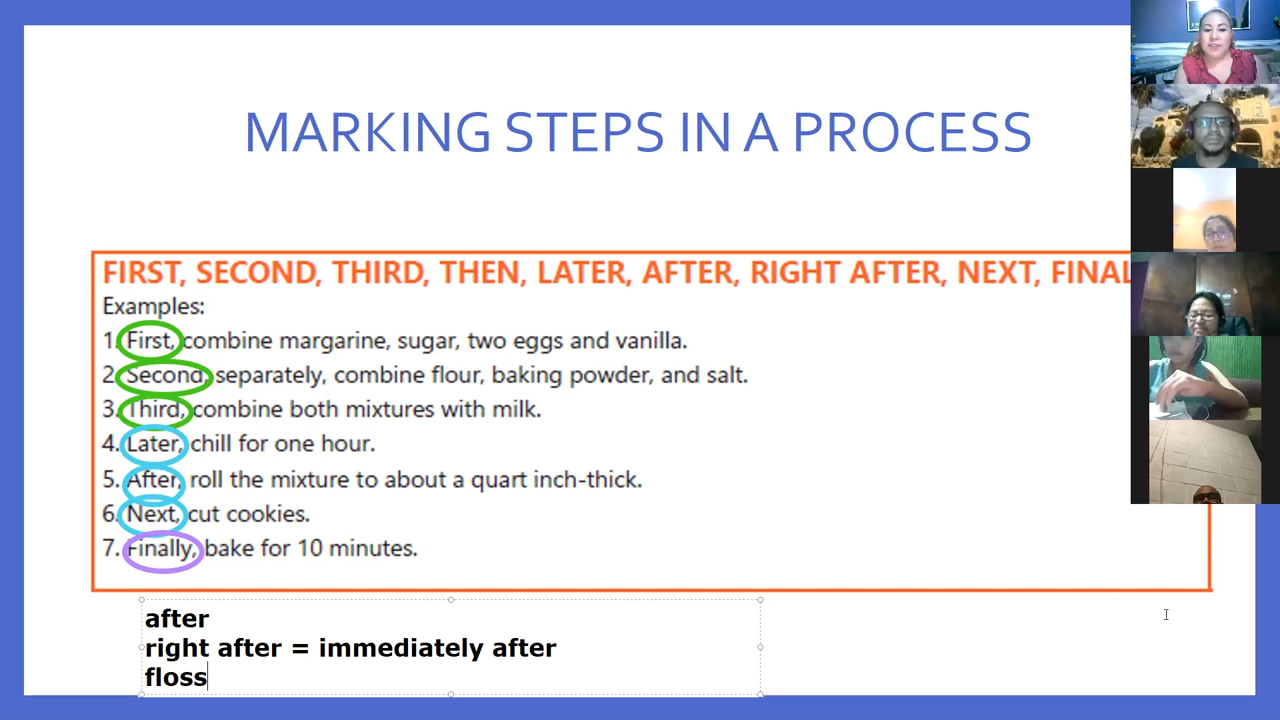 MARKING STEPS IN A PROCESS
FIRST, SECOND, THIRD, THEN, LATER, AFTER, RIGHT AFTER, NEXT, FINAL
Examples:
1. First, combine margarine, sugar, two eggs and vanilla.
2. Second, separately, combine flour, baking powder, and salt.
3. Third, combine both mixtures with milk.
4. Later, chill for one hour.
5. After, roll the mixture to about a quart inch-thick.
6. Next, cut cookies.
7. Finally, bake for 10 minutes.
after
right after = immediately after
floss